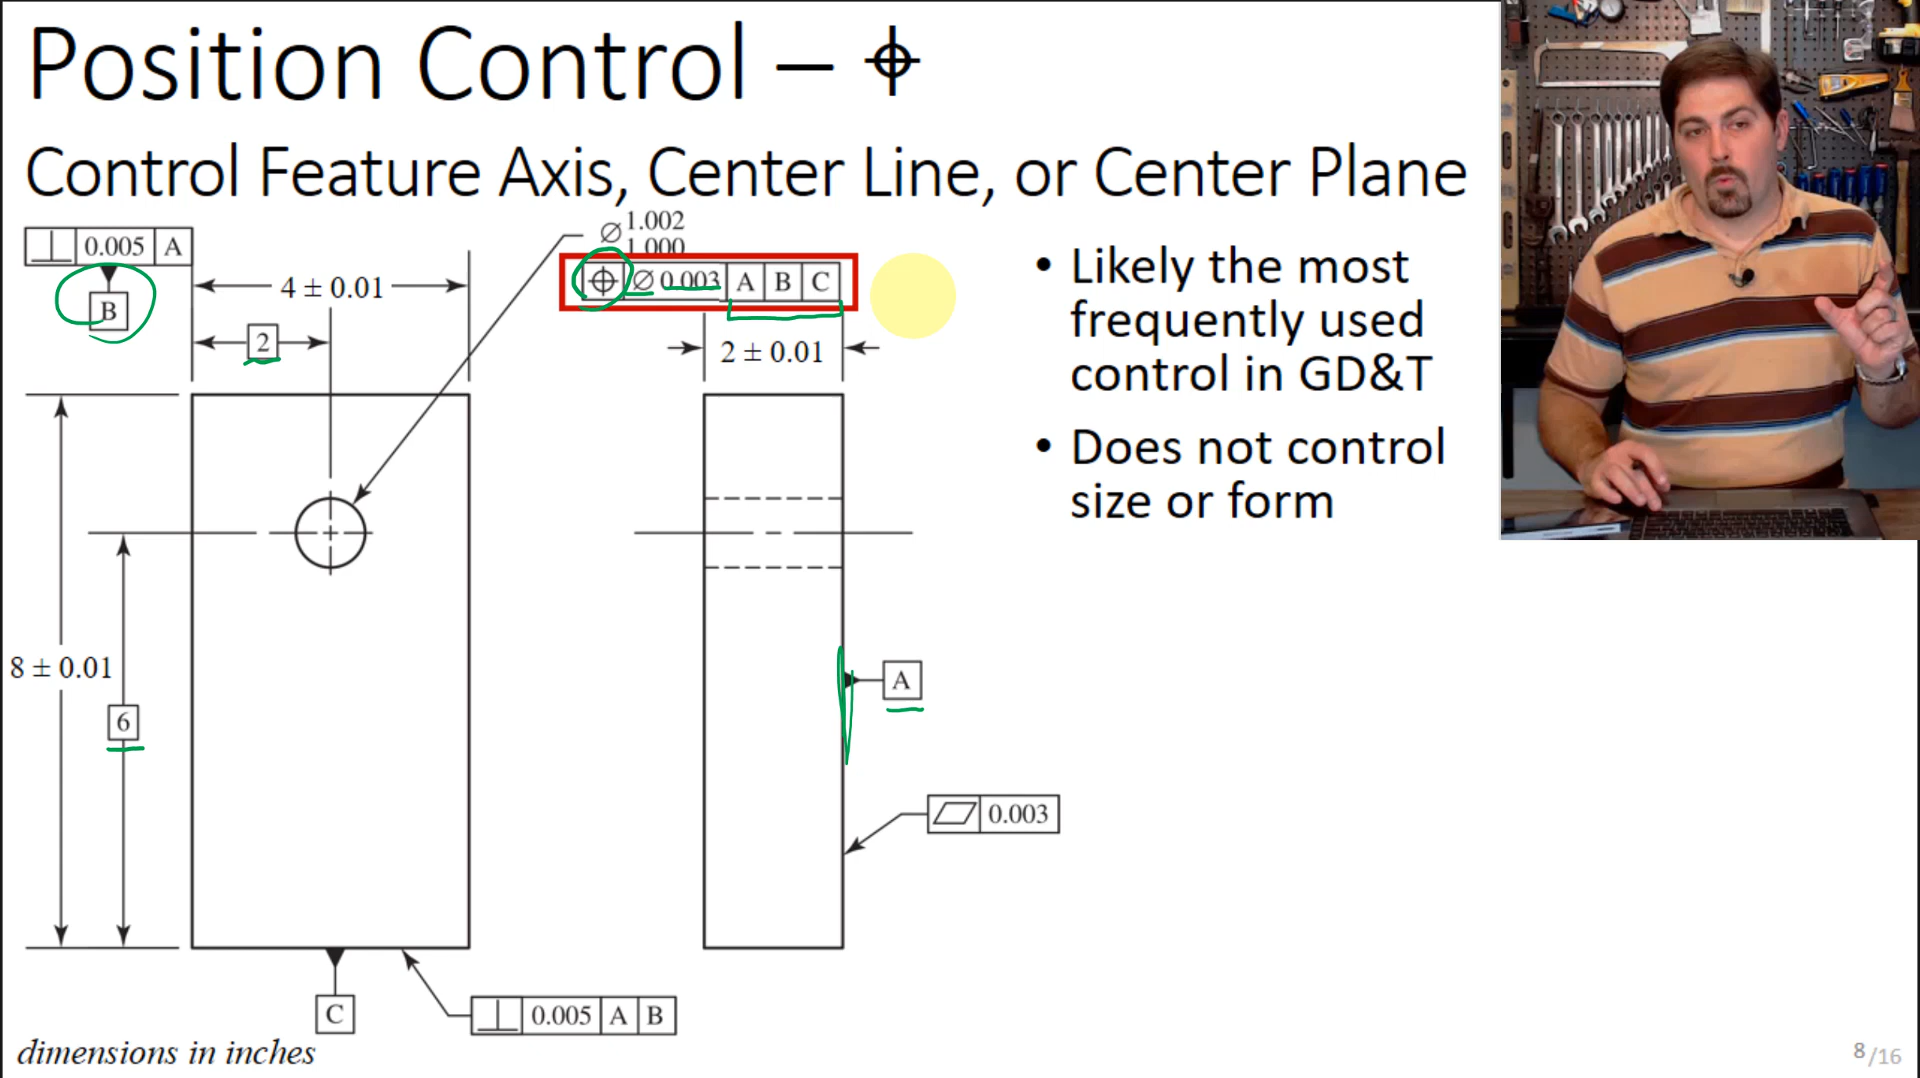 Position Control – ⌖
Control Feature Axis, Center Line, or Center Plane
⊥ 0.005 A
B
4 ± 0.01
2
⌀ 1.002
1.000
⌖ ⌀ 0.003 A B C
2 ± 0.01
• Likely the most
frequently used
control in GD&T
• Does not control
size or form
8 ± 0.01
6
A
⏥ 0.003
C
⊥ 0.005 A B
dimensions in inches
8/16